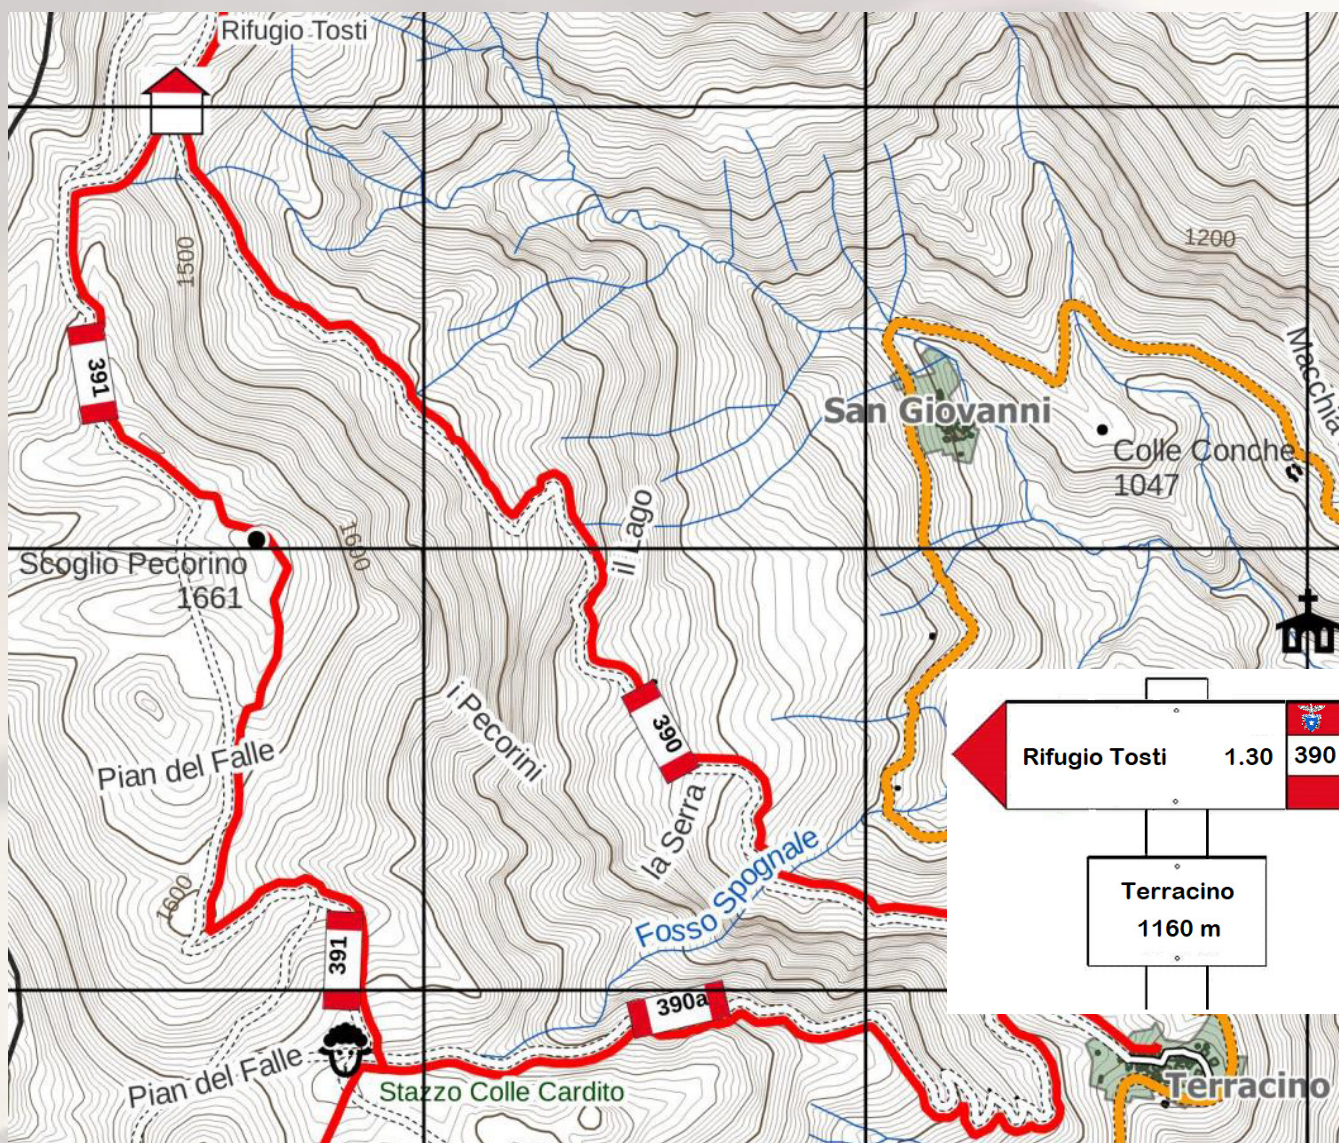 Rifugio Tosti
1500
1200
391
Macchia
San Giovanni
Colle Conche
1047
il Lago
1600
Scoglio Pecorino
1661
i Pecorini
390
Pian del Falle
la Serra
Fosso Spognale
1600
391
Rifugio Tosti 1.30 390
Terracino
1160 m
390a
Pian del Falle
Stazzo Colle Cardito
Terracino